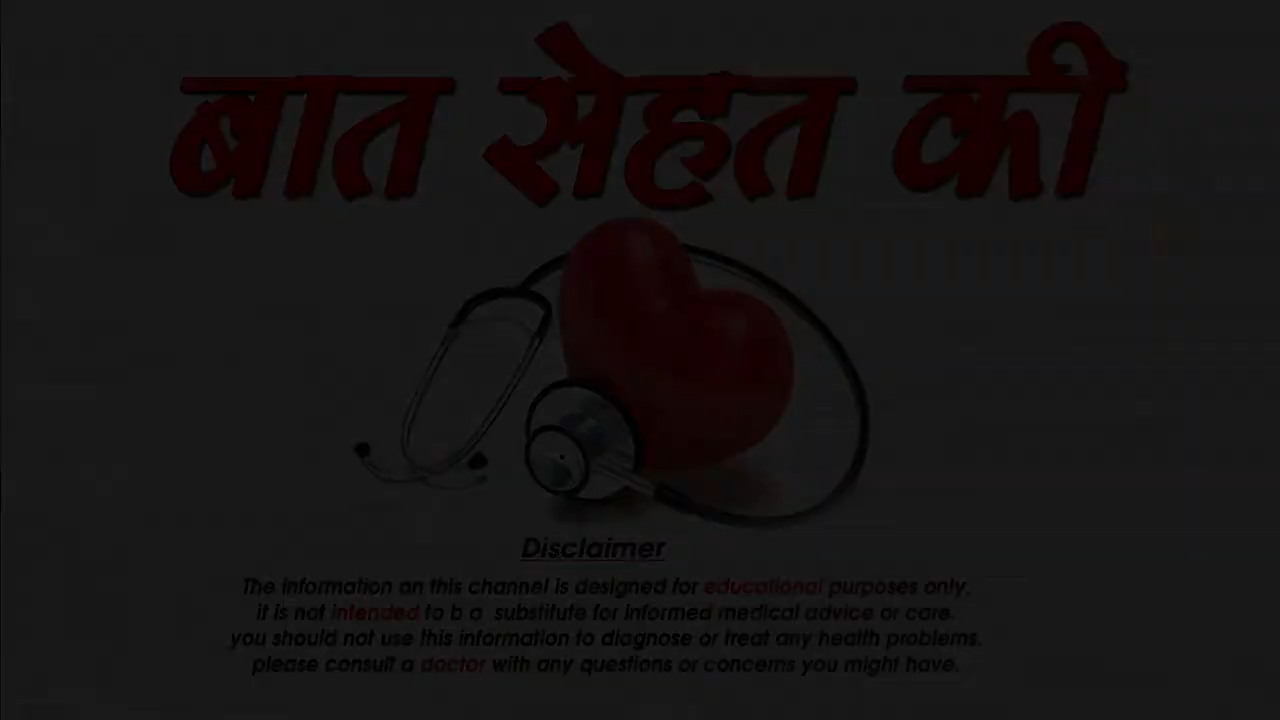 बात सेहत की
Disclaimer
The information an this channel is designed for educational purposes only.
it is not intended to b a substitute for informed medical advice or care.
you should not use this information to diagnose or treat any health problems.
please consult a doctor with any questions or concerns you might have.